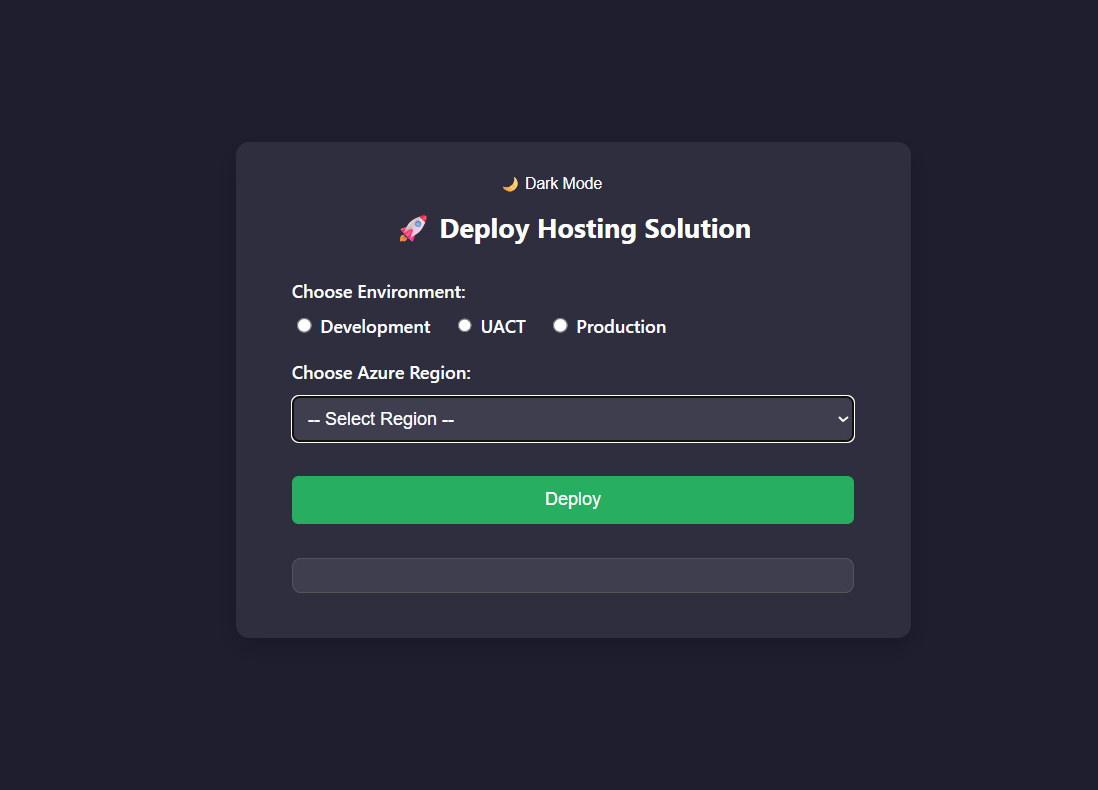 🌙 Dark Mode
🚀 Deploy Hosting Solution
Choose Environment:
Development UACT Production
Choose Azure Region:
-- Select Region --
Deploy